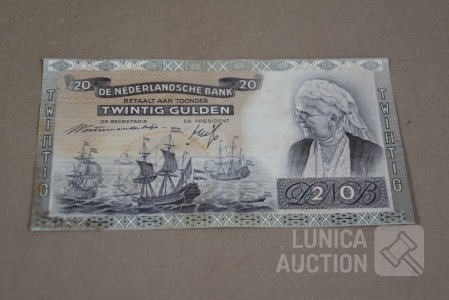 20 DE NEDERLANDSCHE BANK 20
BETAALT AAN TOONDER
TWINTIG GULDEN
DE SECRETARIS DE PRESIDENT
TWINTIG
TWINTIG
DNB
20
LUNICA
AUCTION